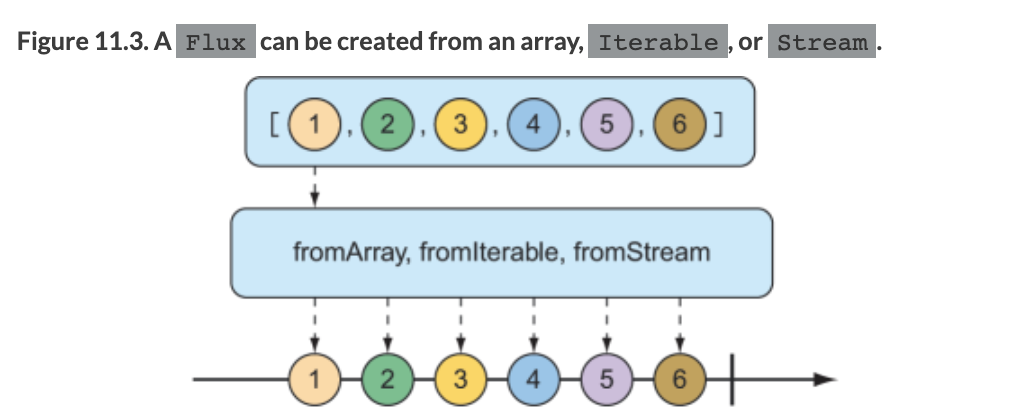 Figure 11.3. A Flux can be created from an array, Iterable, or Stream.
[ 1, 2, 3, 4, 5, 6 ]
fromArray, fromIterable, fromStream
1 2 3 4 5 6